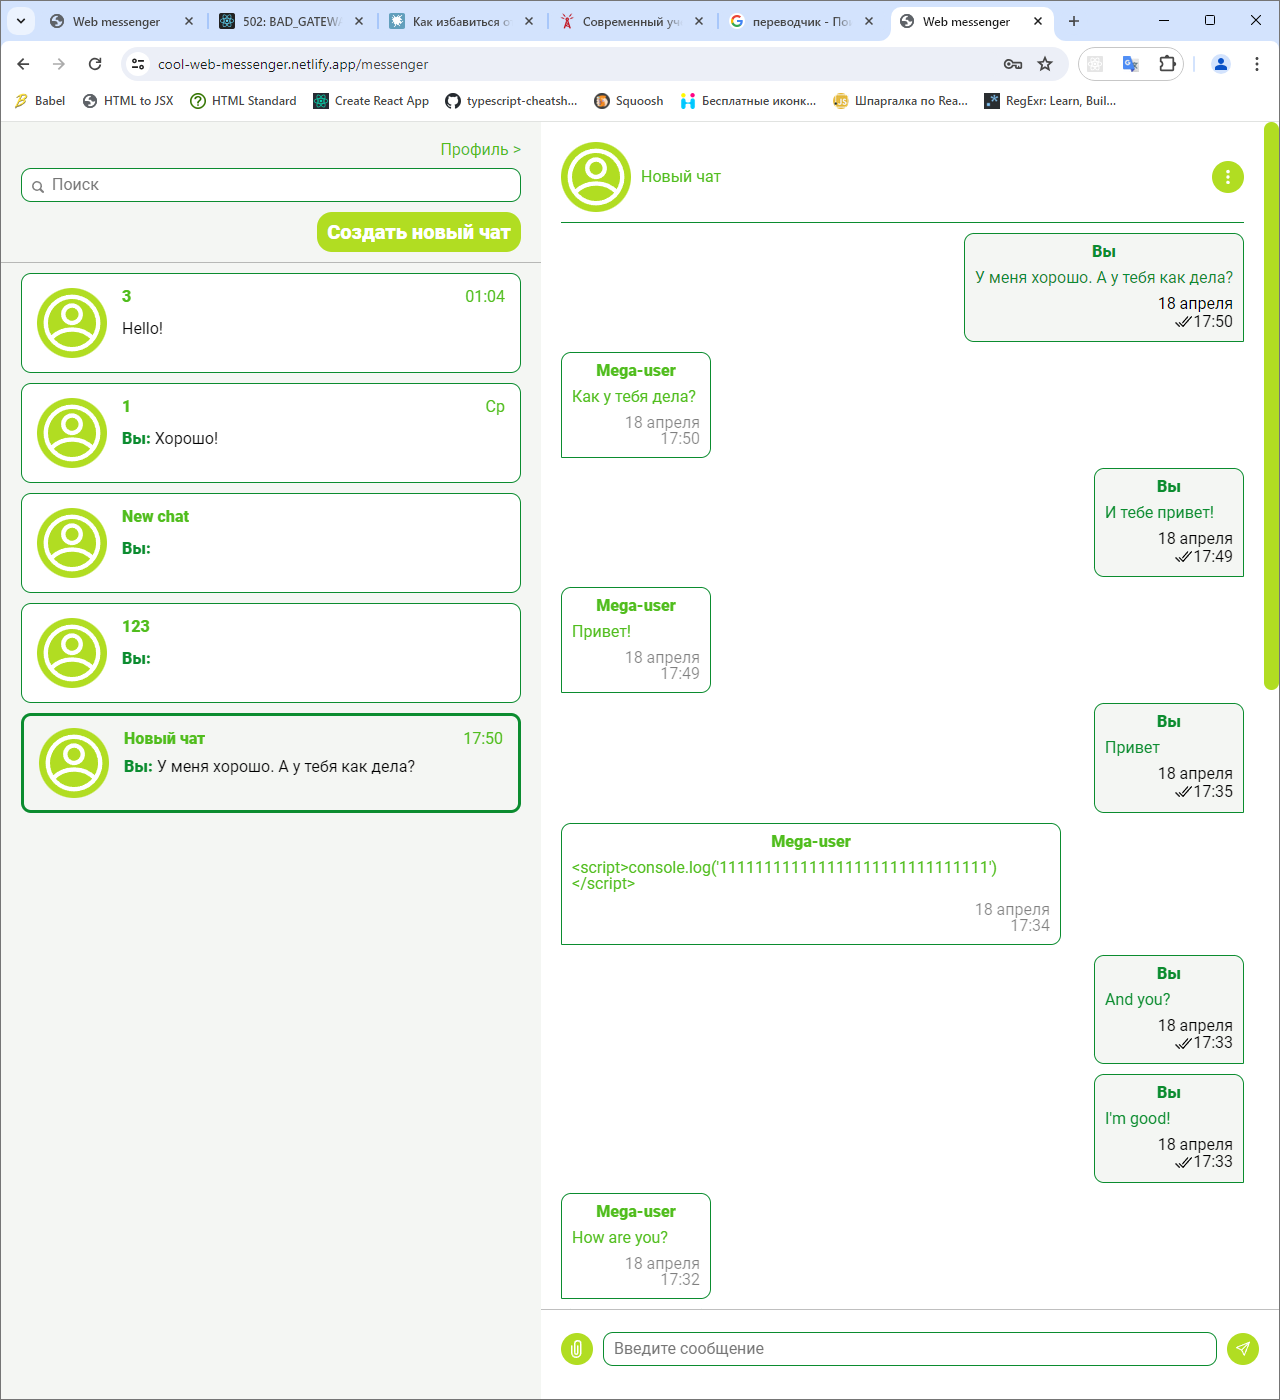 Web messenger
502: BAD_GATEW
Как избавиться о
Современный уч
переводчик - По
Web messenger
cool-web-messenger.netlify.app/messenger
Babel
HTML to JSX
HTML Standard
Create React App
typescript-cheatsh...
Squoosh
Бесплатные иконк...
Шпаргалка по Rea...
RegExr: Learn, Buil...
Профиль >
Поиск
Создать новый чат
3 01:04
Hello!
1 Ср
Вы: Хорошо!
New chat
Вы:
123
Вы:
Новый чат 17:50
Вы: У меня хорошо. А у тебя как дела?
Новый чат
Вы
У меня хорошо. А у тебя как дела?
18 апреля
17:50
Mega-user
Как у тебя дела?
18 апреля
17:50
Вы
И тебе привет!
18 апреля
17:49
Mega-user
Привет!
18 апреля
17:49
Вы
Привет
18 апреля
17:35
Mega-user
<script>console.log('1111111111111111111111111111111')
</script>
18 апреля
17:34
Вы
And you?
18 апреля
17:33
Вы
I'm good!
18 апреля
17:33
Mega-user
How are you?
18 апреля
17:32
Введите сообщение